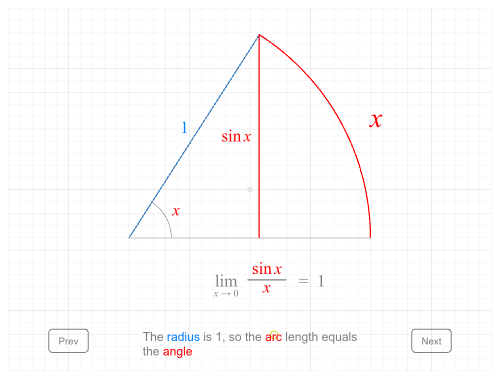 1
sin x
x
x
lim x → 0 sin x / x = 1
Prev
The radius is 1, so the arc length equals
the angle
Next